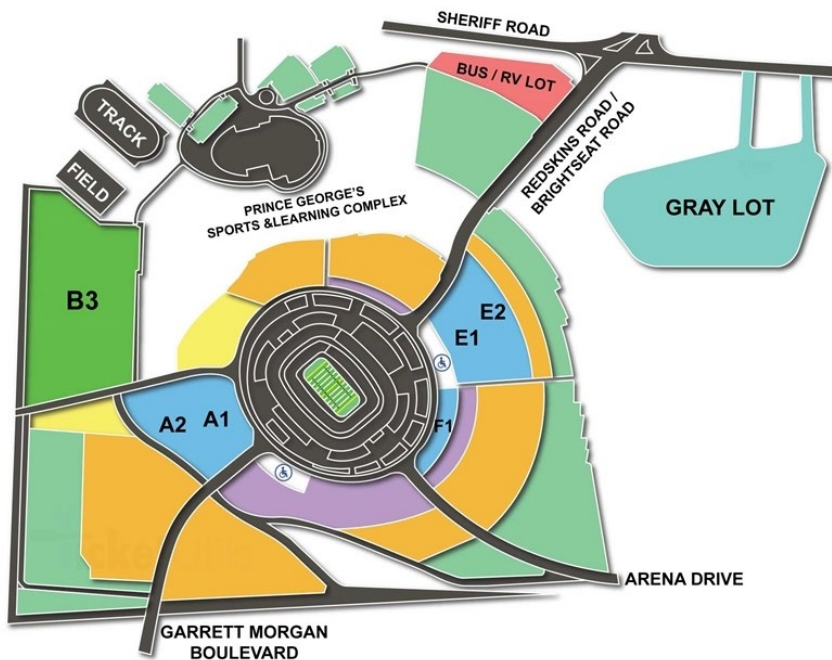 SHERIFF ROAD
BUS / RV LOT
TRACK
FIELD
REDSKINS ROAD /
BRIGHTSEAT ROAD
PRINCE GEORGE'S
SPORTS &LEARNING COMPLEX
GRAY LOT
B3
E2
E1
A2
A1
F1
ARENA DRIVE
GARRETT MORGAN
BOULEVARD